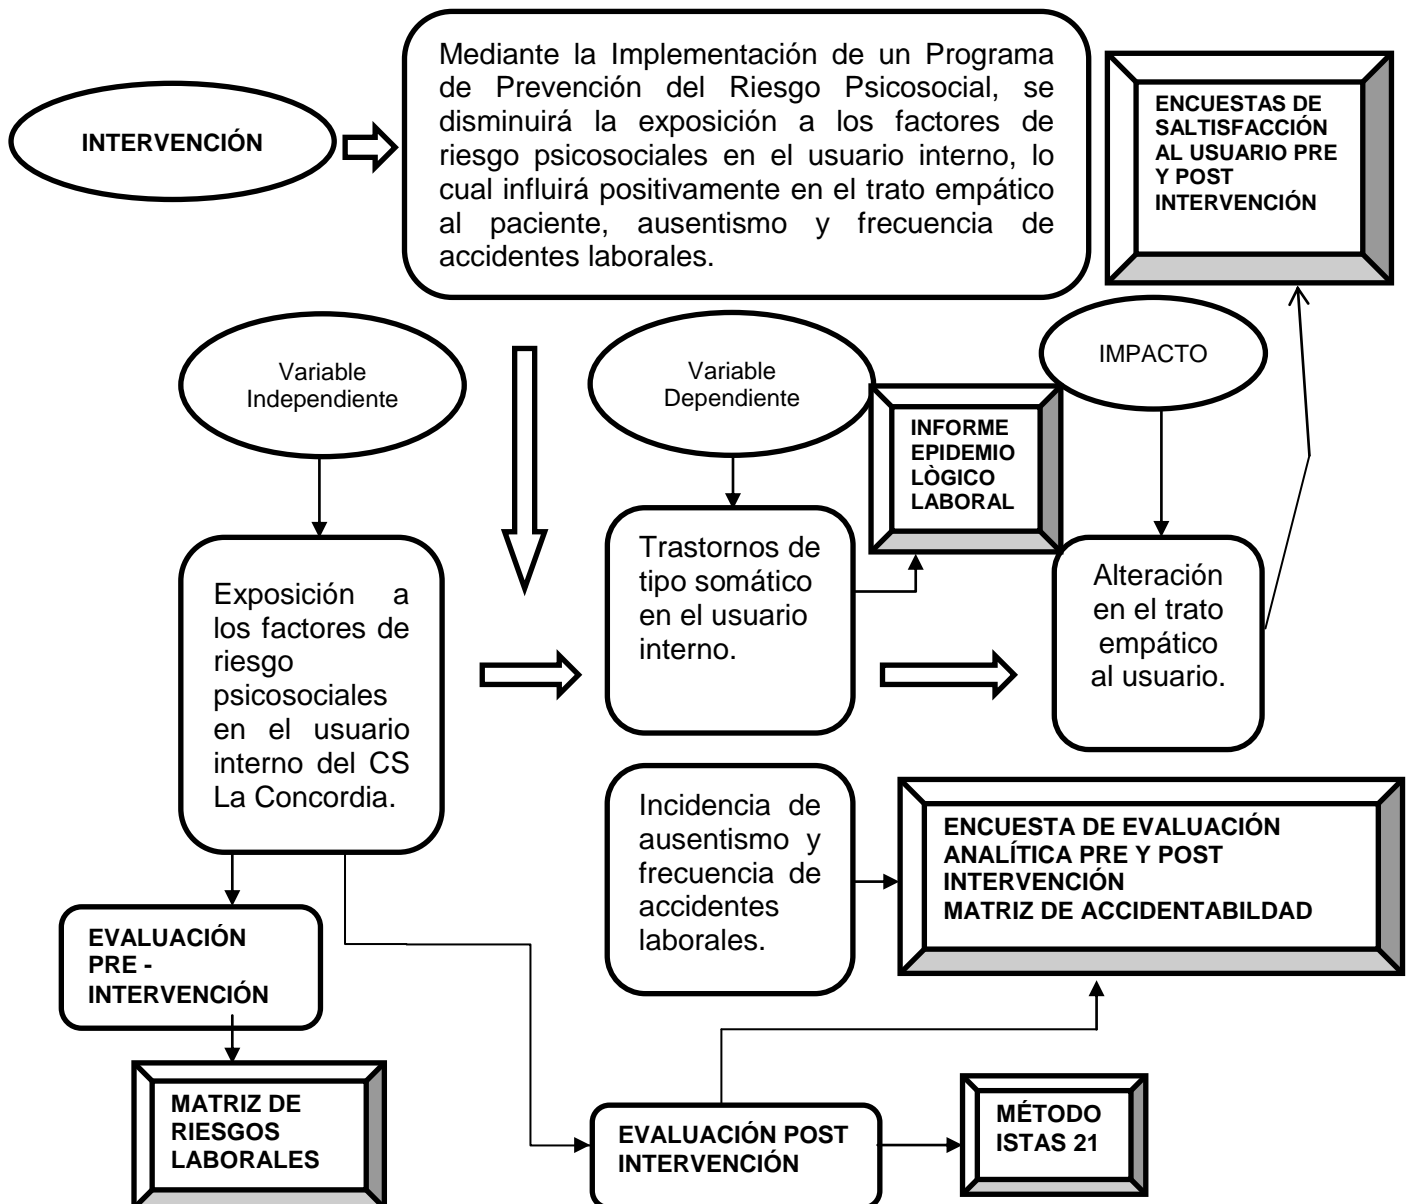 INTERVENCIÓN
Mediante la Implementación de un Programa
de Prevención del Riesgo Psicosocial, se
disminuirá la exposición a los factores de
riesgo psicosociales en el usuario interno, lo
cual influirá positivamente en el trato empático
al paciente, ausentismo y frecuencia de
accidentes laborales.
ENCUESTAS DE
SALTISFACCIÓN
AL USUARIO PRE
Y POST
INTERVENCIÓN
Variable
Independiente
Variable
Dependiente
IMPACTO
INFORME
EPIDEMIO
LÒGICO
LABORAL
Exposición a
los factores de
riesgo
psicosociales
en el usuario
interno del CS
La Concordia.
Trastornos de
tipo somático
en el usuario
interno.
Alteración
en el trato
empático
al usuario.
Incidencia de
ausentismo y
frecuencia de
accidentes
laborales.
ENCUESTA DE EVALUACIÓN
ANALÍTICA PRE Y POST
INTERVENCIÓN
MATRIZ DE ACCIDENTABILDAD
EVALUACIÓN
PRE -
INTERVENCIÓN
MATRIZ DE
RIESGOS
LABORALES
EVALUACIÓN POST
INTERVENCIÓN
MÉTODO
ISTAS 21